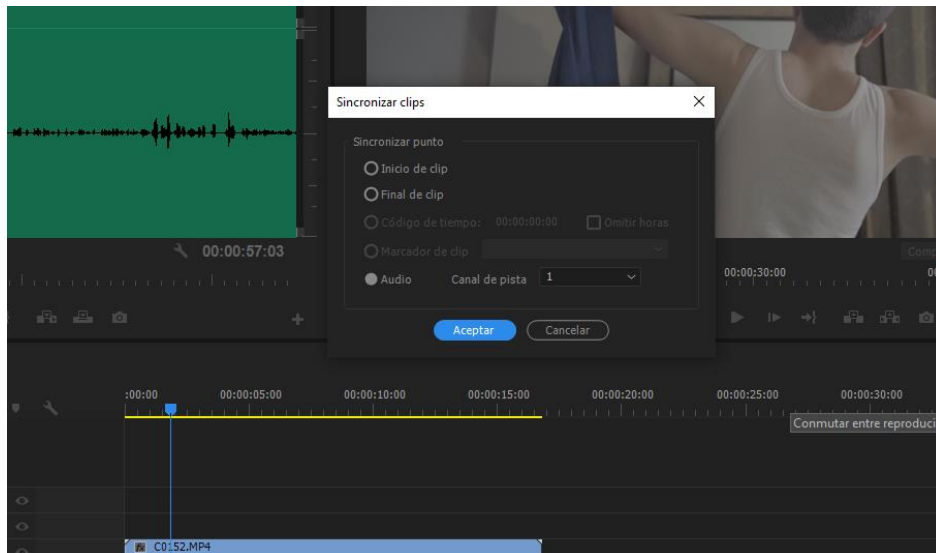 Sincronizar clips
Sincronizar punto
Inicio de clip
Final de clip
Código de tiempo: 00:00:00:00 Omitir horas
Marcador de clip
Audio Canal de pista 1
Aceptar Cancelar
00:00:57:03
00:00:30:00
:00:00 00:00:05:00 00:00:10:00 00:00:15:00 00:00:20:00 00:00:25:00 00:00:30:00
Conmutar entre reproduci
C0152.MP4